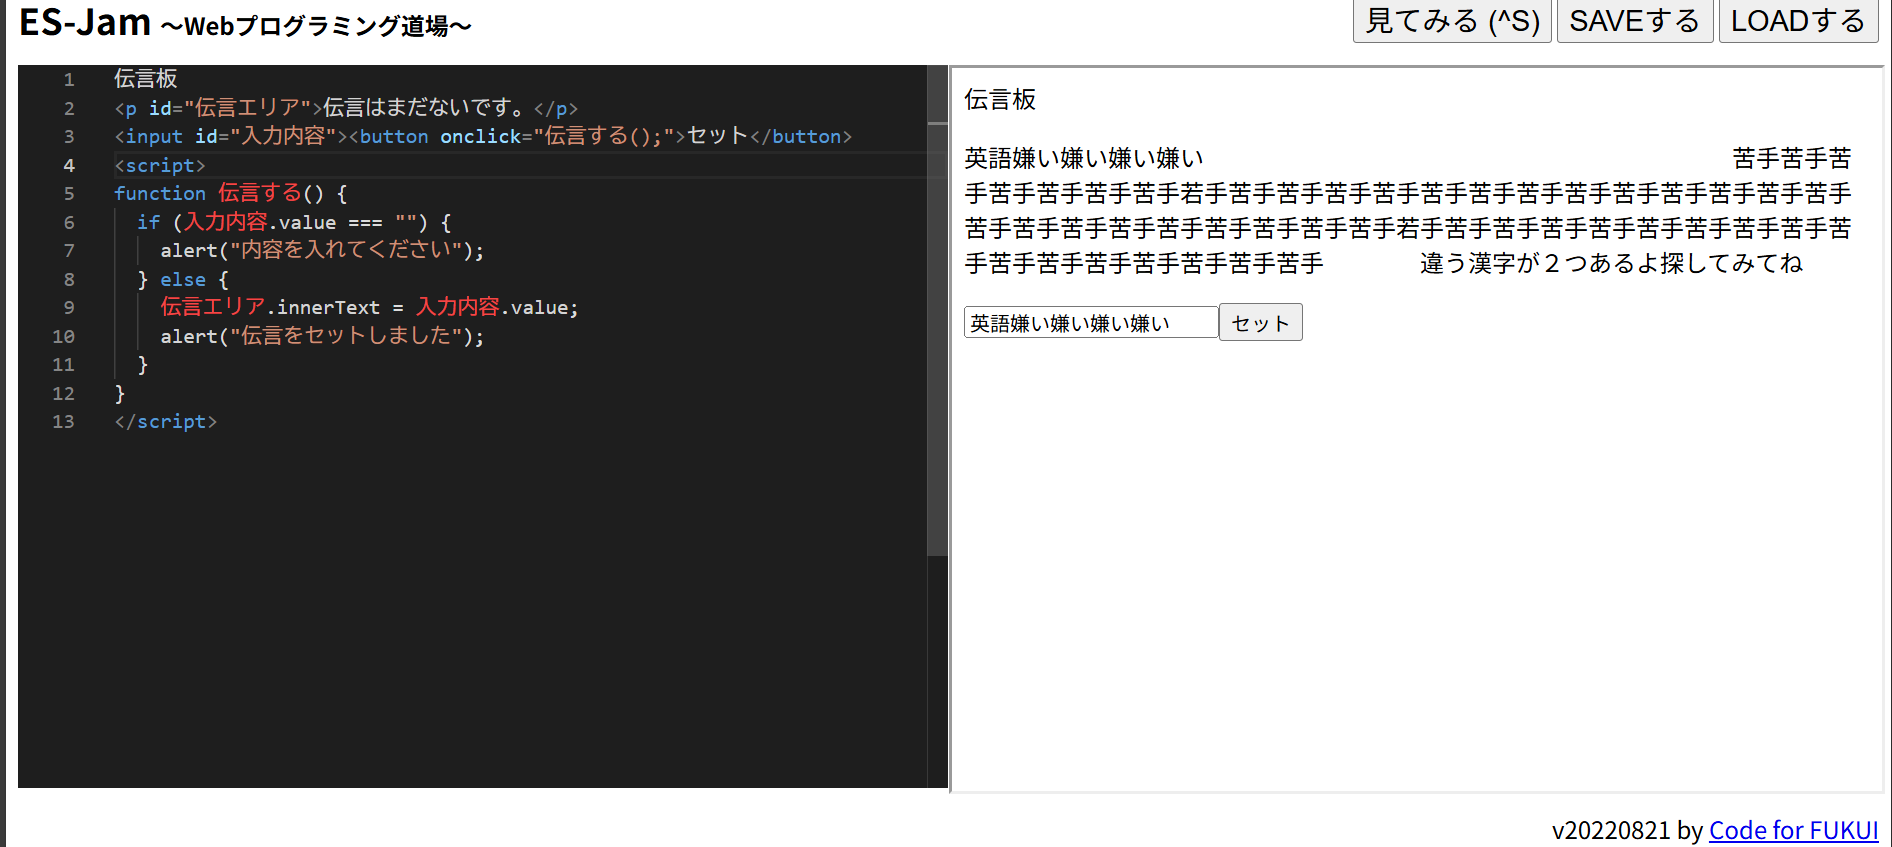 ES-Jam ～Webプログラミング道場～
見てみる (^S) SAVEする LOADする
1 伝言板
2 <p id="伝言エリア">伝言はまだないです。</p>
3 <input id="入力内容"><button onclick="伝言する();">セット</button>
4 <script>
5 function 伝言する() {
6   if (入力内容.value === "") {
7     alert("内容を入れてください");
8   } else {
9     伝言エリア.innerText = 入力内容.value;
10     alert("伝言をセットしました");
11   }
12 }
13 </script>
伝言板
英語嫌い嫌い嫌い嫌い　　　　　　　　　　　　　　　　　　　　　　苦手苦手苦
手苦手苦手苦手苦手若手苦手苦手苦手苦手苦手苦手苦手苦手苦手苦手苦手苦手苦手
苦手苦手苦手苦手苦手苦手苦手苦手苦手若手苦手苦手苦手苦手苦手苦手苦手苦手苦
手苦手苦手苦手苦手苦手苦手苦手　　　　違う漢字が２つあるよ探してみてね
英語嫌い嫌い嫌い嫌い セット
v20220821 by Code for FUKUI